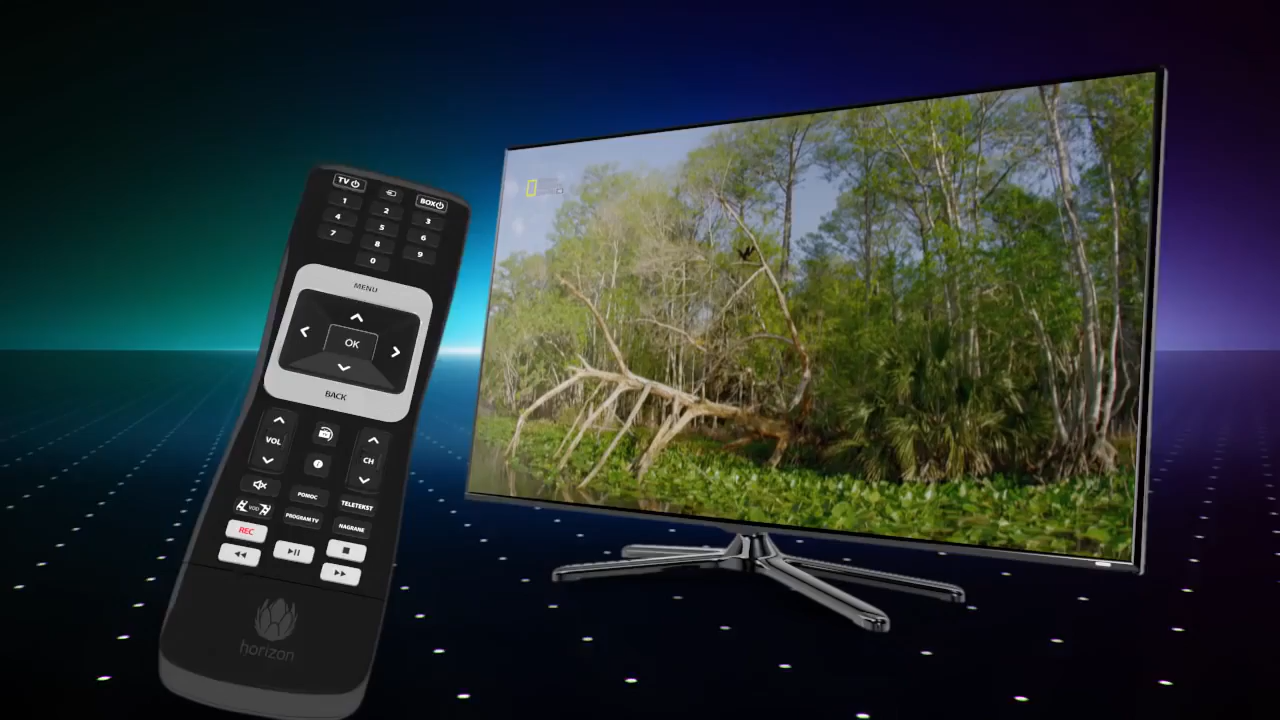 TV
BOX
1
2
3
4
5
6
7
8
9
0
MENU
OK
BACK
VOL
CH
POMOC
TELETEKST
VOD
PROGRAM TV
NAGRANE
REC
horizon